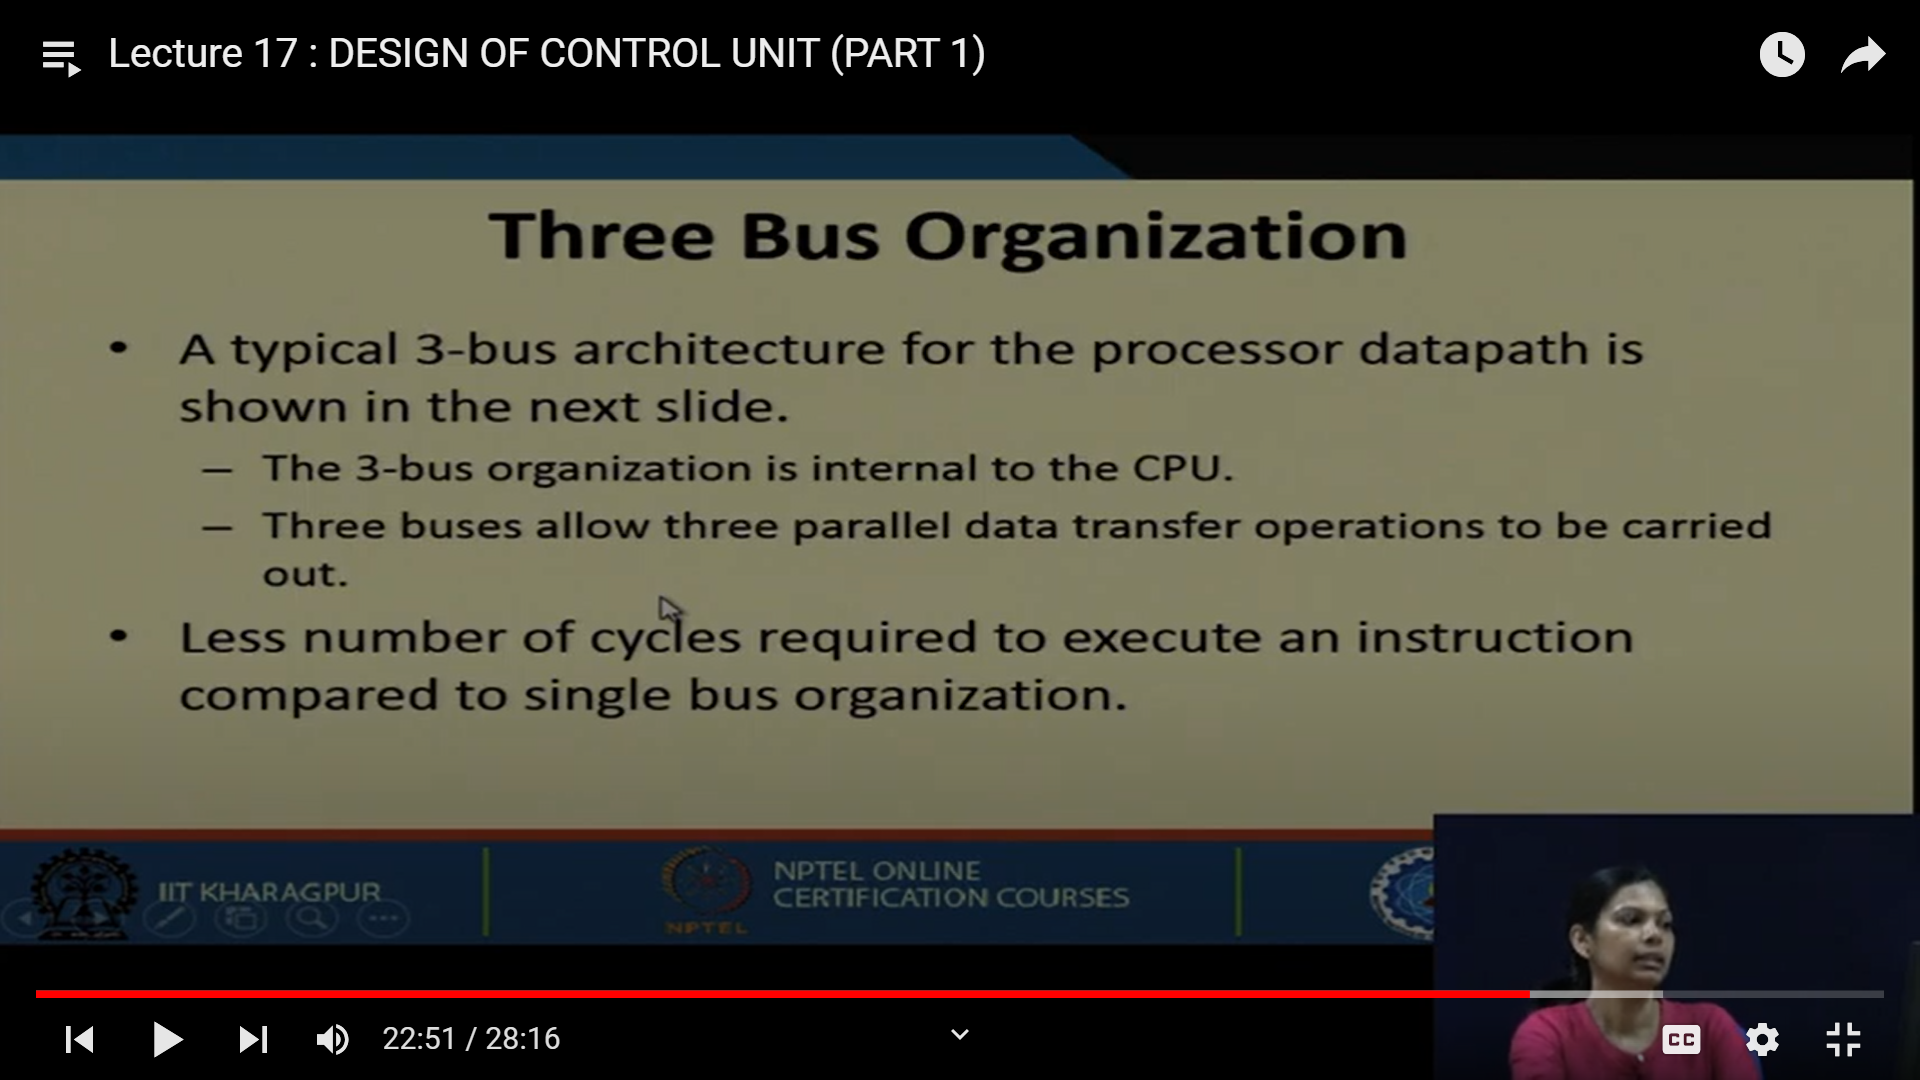 Lecture 17 : DESIGN OF CONTROL UNIT (PART 1)
Three Bus Organization
• A typical 3-bus architecture for the processor datapath is
shown in the next slide.
– The 3-bus organization is internal to the CPU.
– Three buses allow three parallel data transfer operations to be carried
out.
• Less number of cycles required to execute an instruction
compared to single bus organization.
IIT KHARAGPUR
NPTEL
NPTEL ONLINE
CERTIFICATION COURSES
22:51 / 28:16
CC